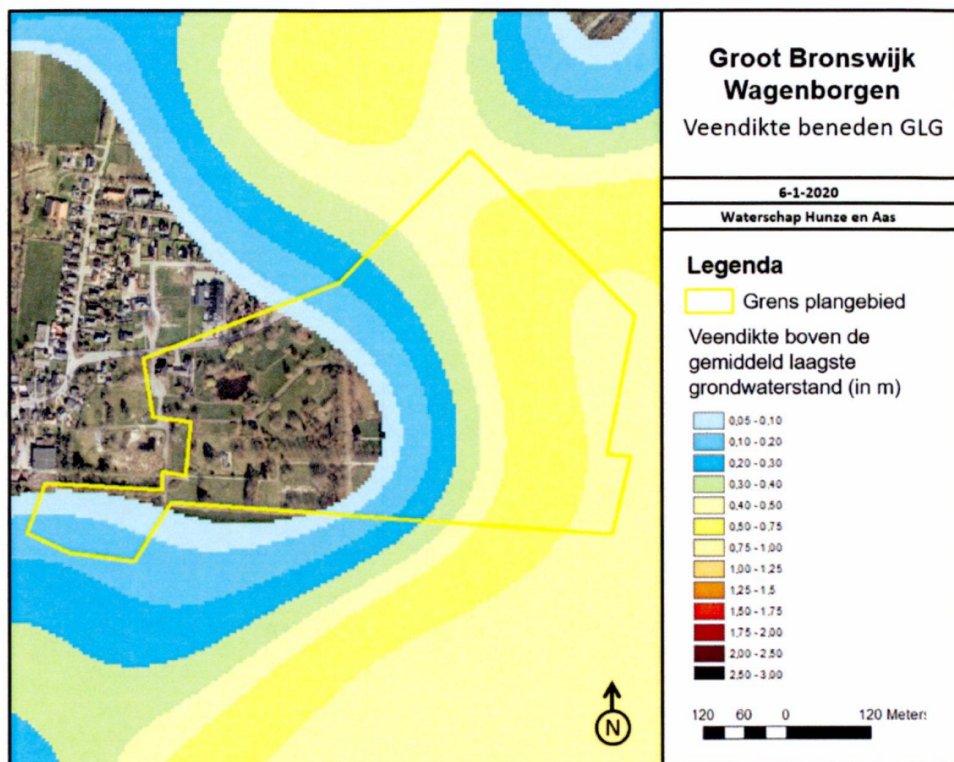 Groot Bronswijk
Wagenborgen
Veendikte beneden GLG
6-1-2020
Waterschap Hunze en Aas
Legenda
Grens plangebied
Veendikte boven de
gemiddeld laagste
grondwaterstand (in m)
0,05 - 0,10
0,10 - 0,20
0,20 - 0,30
0,30 - 0,40
0,40 - 0,50
0,50 - 0,75
0,75 - 1,00
1,00 - 1,25
1,25 - 1,5
1,50 - 1,75
1,75 - 2,00
2,00 - 2,50
2,50 - 3,00
120 60 0 120 Meters
N